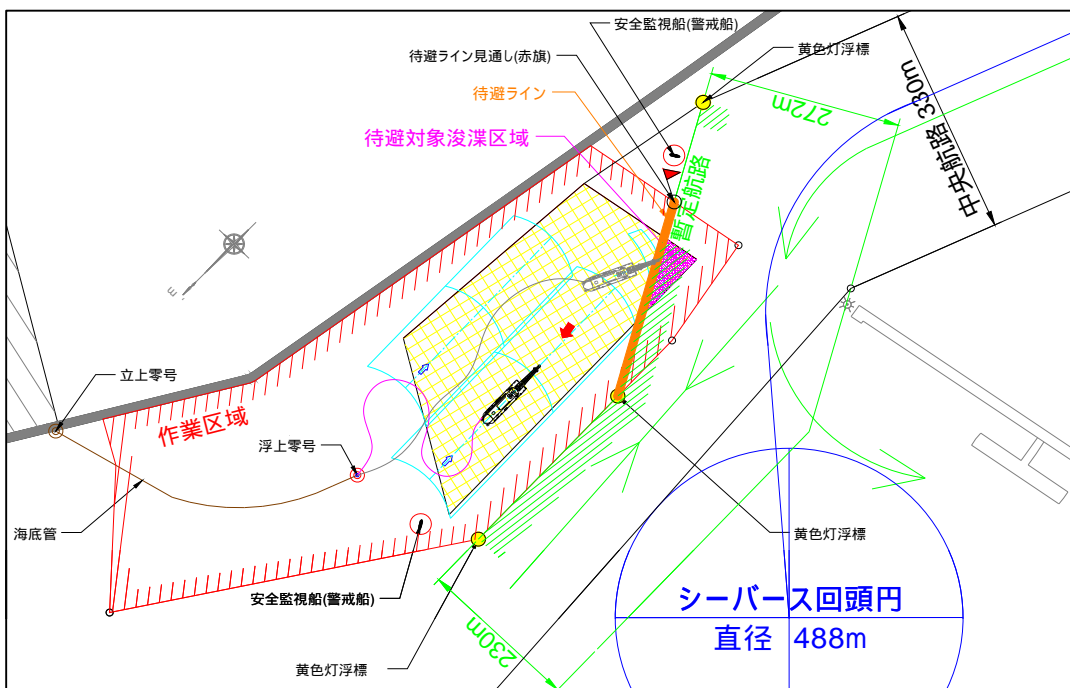 安全監視船(警戒船)
黄色灯浮標
待避ライン見通し(赤旗)
待避ライン
272m
中央航路 330m
待避対象浚渫区域
暫定航路
E
立上零号
作業区域
浮上零号
海底管
黄色灯浮標
安全監視船(警戒船)
シーバース回頭円
直径 488m
230m
黄色灯浮標